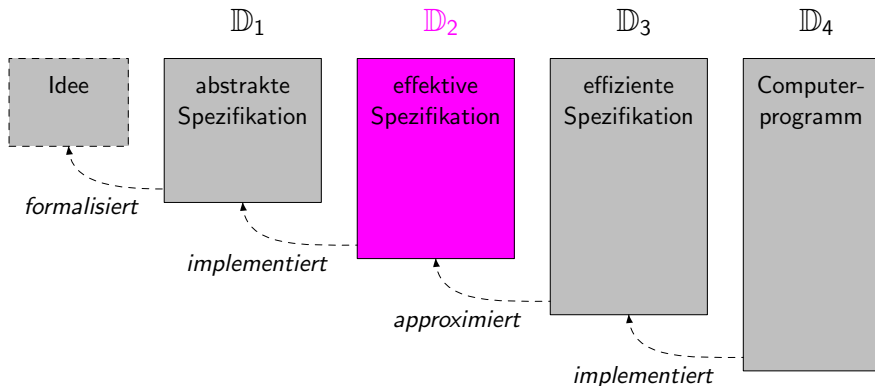 𝔻1
𝔻2
𝔻3
𝔻4
Idee
abstrakte
Spezifikation
effektive
Spezifikation
effiziente
Spezifikation
Computer-
programm
formalisiert
implementiert
approximiert
implementiert